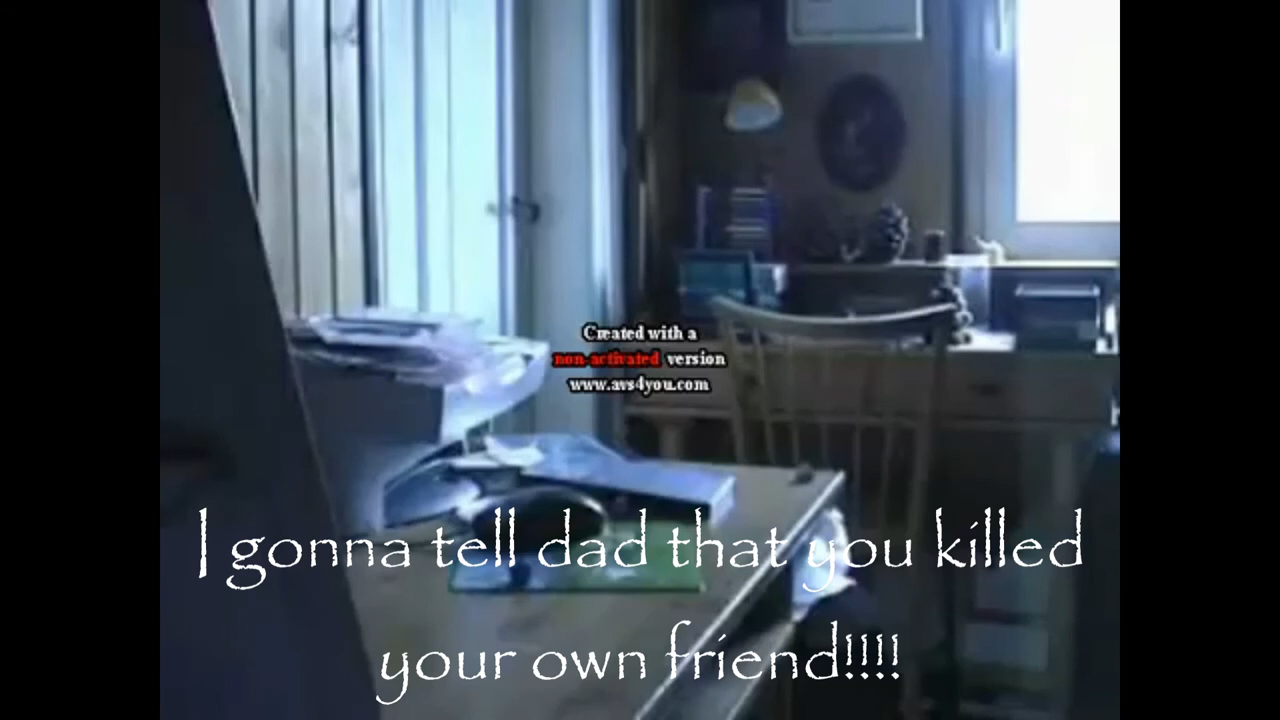 Created with a
non-activated version
www.avs4you.com
I gonna tell dad that you killed
your own friend!!!!